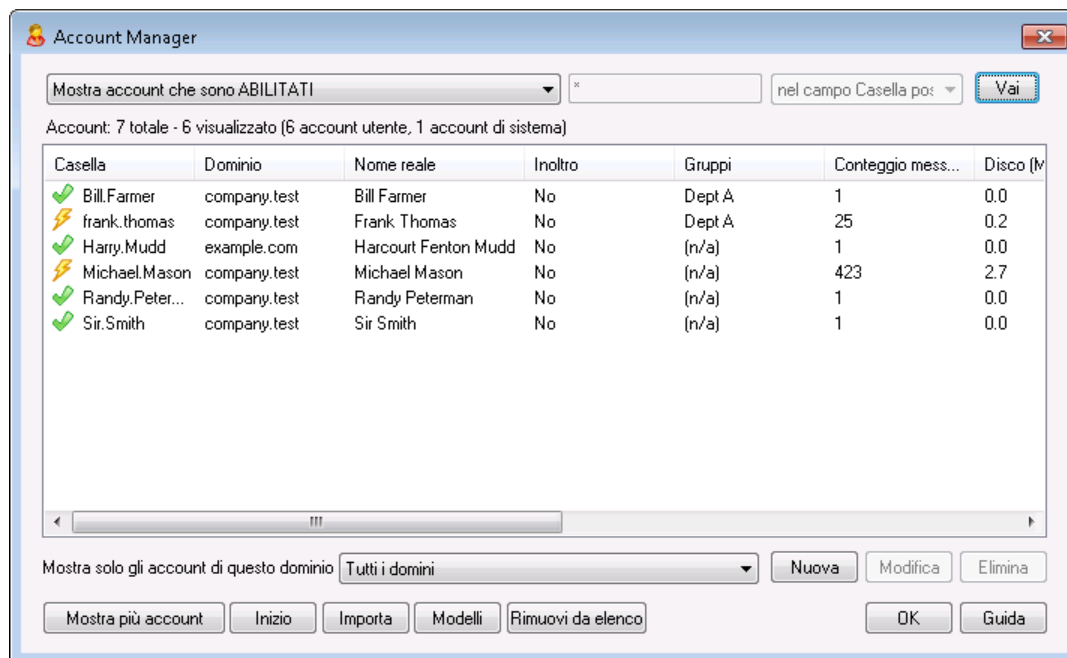 Account Manager
Mostra account che sono ABILITATI * nel campo Casella pos Vai
Account: 7 totale - 6 visualizzato (6 account utente, 1 account di sistema)
Casella Dominio Nome reale Inoltro Gruppi Conteggio mess... Disco (M
Bill.Farmer company.test Bill Farmer No Dept A 1 0.0
frank.thomas company.test Frank Thomas No Dept A 25 0.2
Harry.Mudd example.com Harcourt Fenton Mudd No (n/a) 1 0.0
Michael.Mason company.test Michael Mason No (n/a) 423 2.7
Randy.Peter... company.test Randy Peterman No (n/a) 1 0.0
Sir.Smith company.test Sir Smith No (n/a) 1 0.0
Mostra solo gli account di questo dominio Tutti i domini Nuova Modifica Elimina
Mostra più account Inizio Importa Modelli Rimuovi da elenco OK Guida